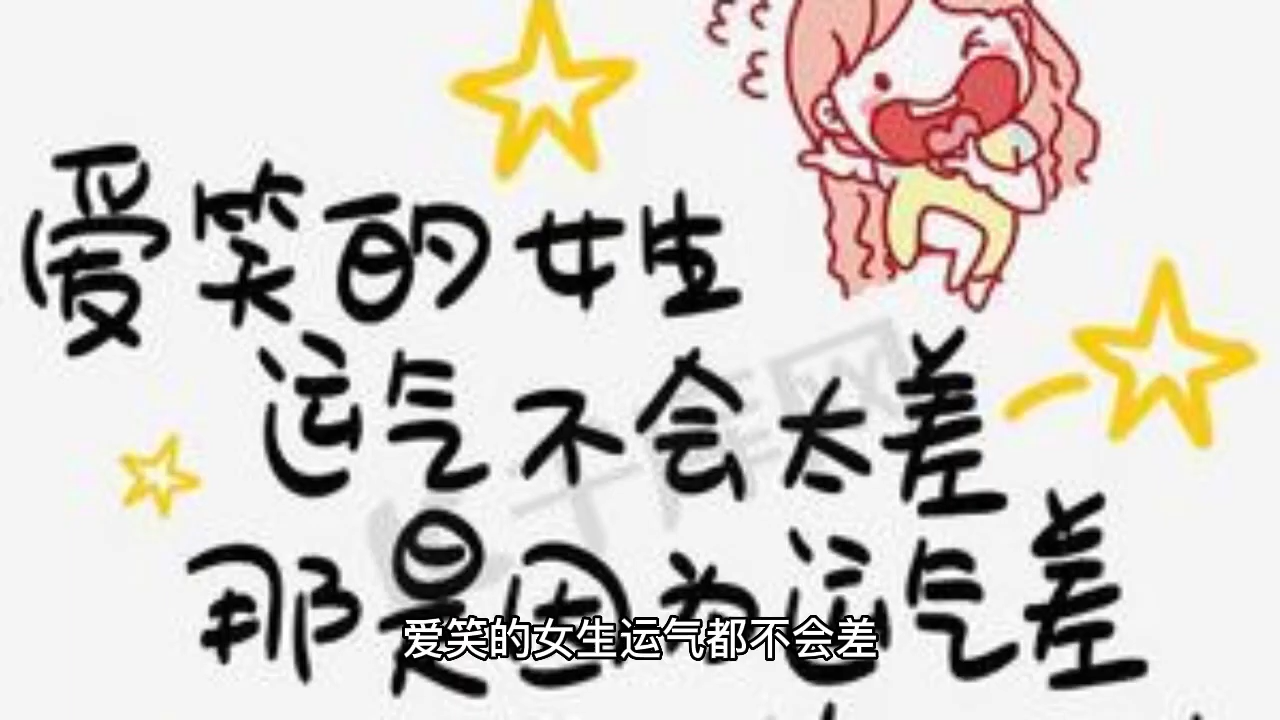 爱笑的女生
运气不会太差
那是因为运气差
爱笑的女生运气都不会差